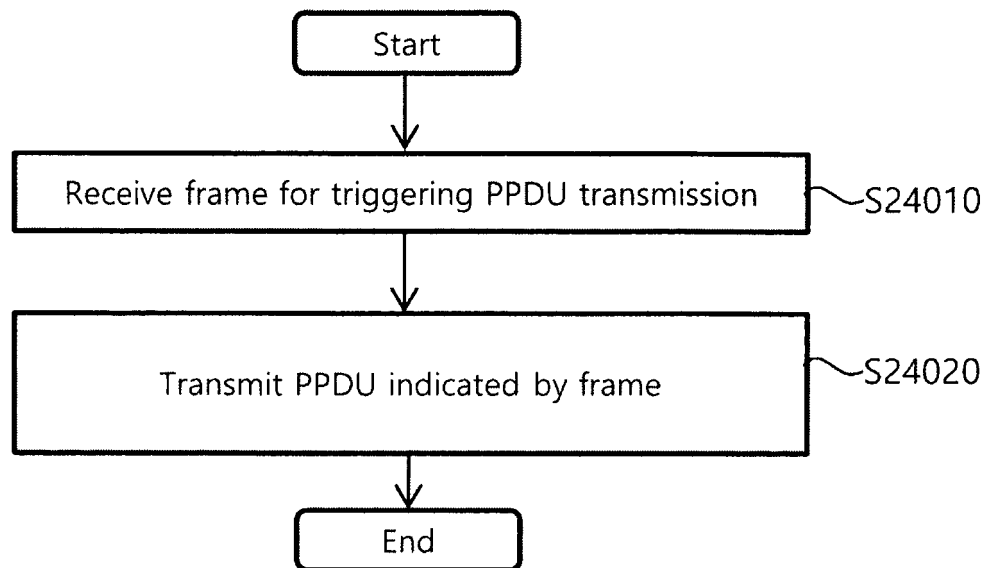 Start
Receive frame for triggering PPDU transmission
S24010
Transmit PPDU indicated by frame
S24020
End